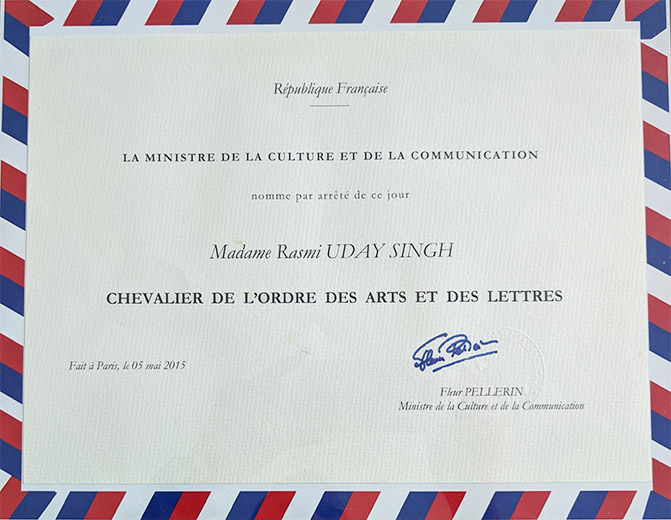 République Française
LA MINISTRE DE LA CULTURE ET DE LA COMMUNICATION
nomme par arrêté de ce jour
Madame Rasmi UDAY SINGH
CHEVALIER DE L'ORDRE DES ARTS ET DES LETTRES
Fait à Paris, le 05 mai 2015
Fleur PELLERIN
Ministre de la Culture et de la Communication